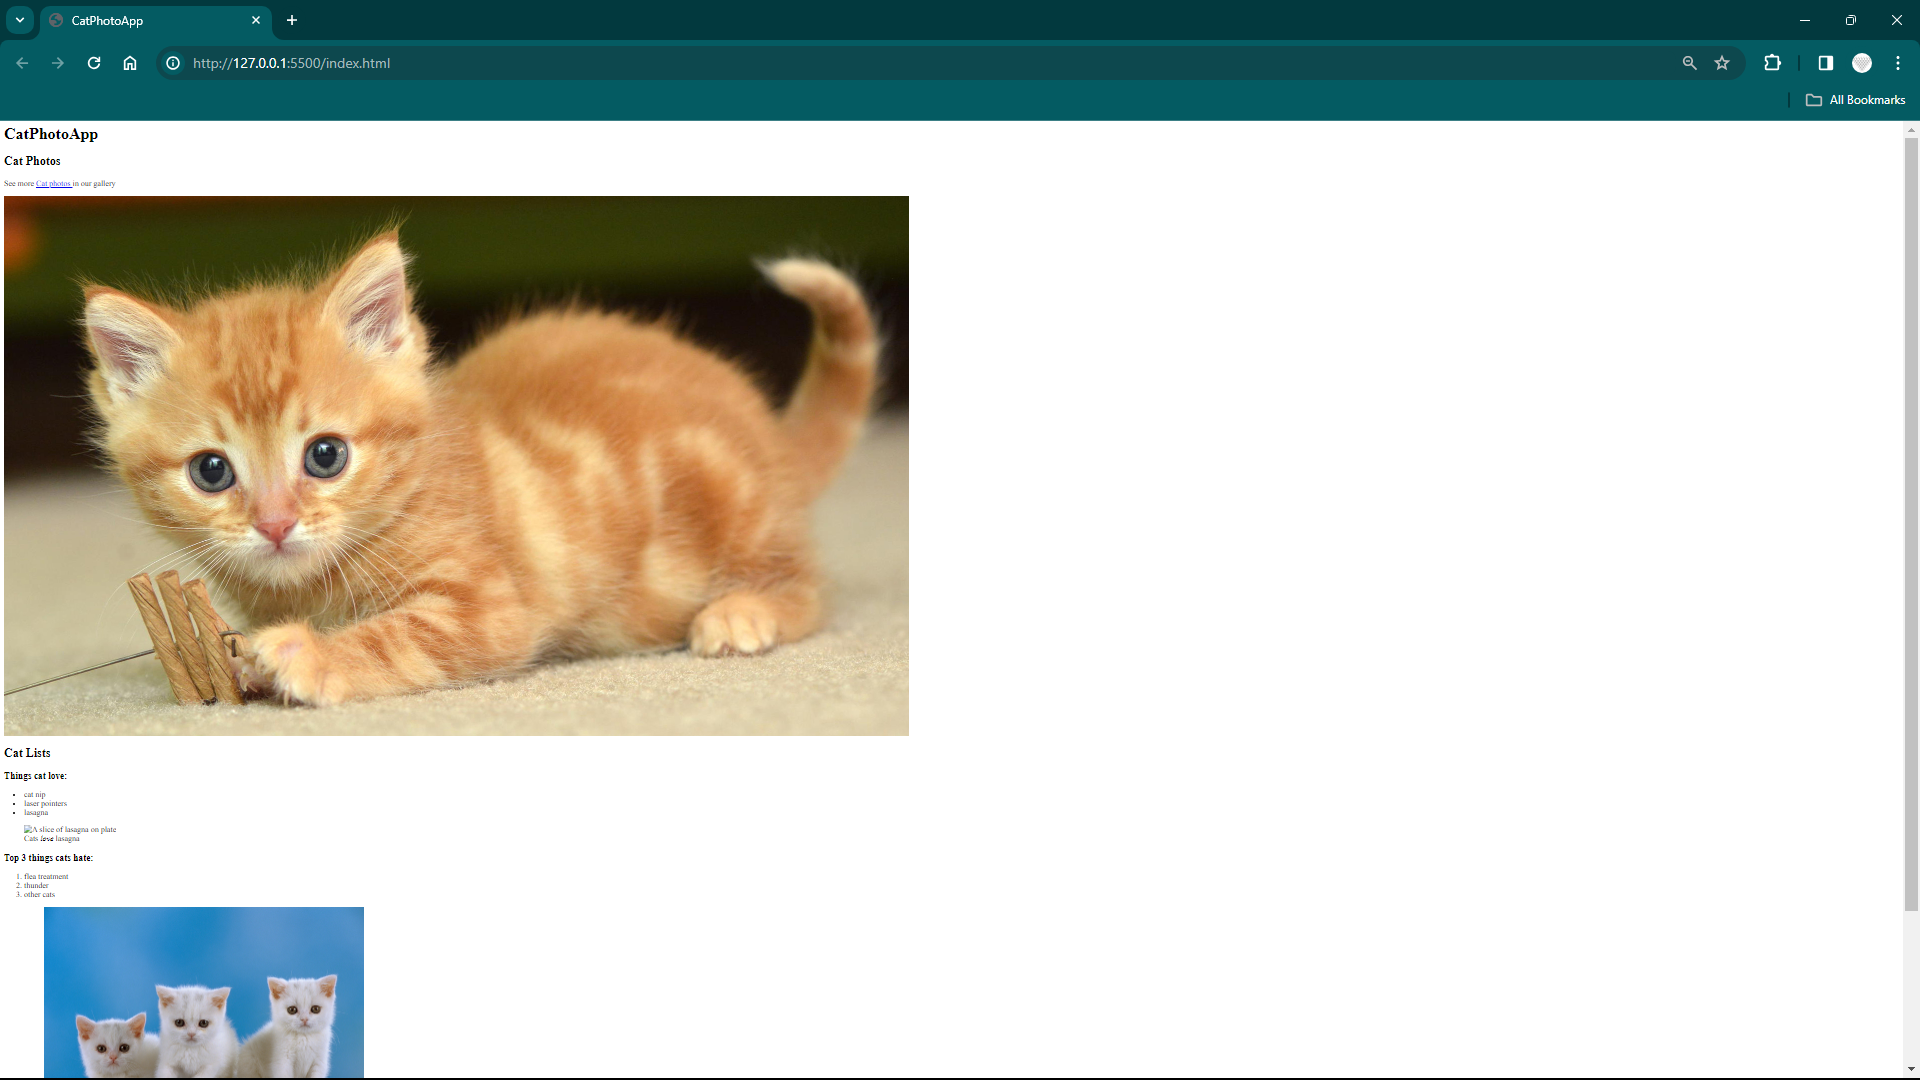 CatPhotoApp
http://127.0.0.1:5500/index.html
All Bookmarks
CatPhotoApp
Cat Photos
See more Cat photos in our gallery
Cat Lists
Things cat love:
cat nip
laser pointers
lasagna
A slice of lasagna on plate
Cats love lasagna
Top 3 things cats hate:
1. flea treatment
2. thunder
3. other cats